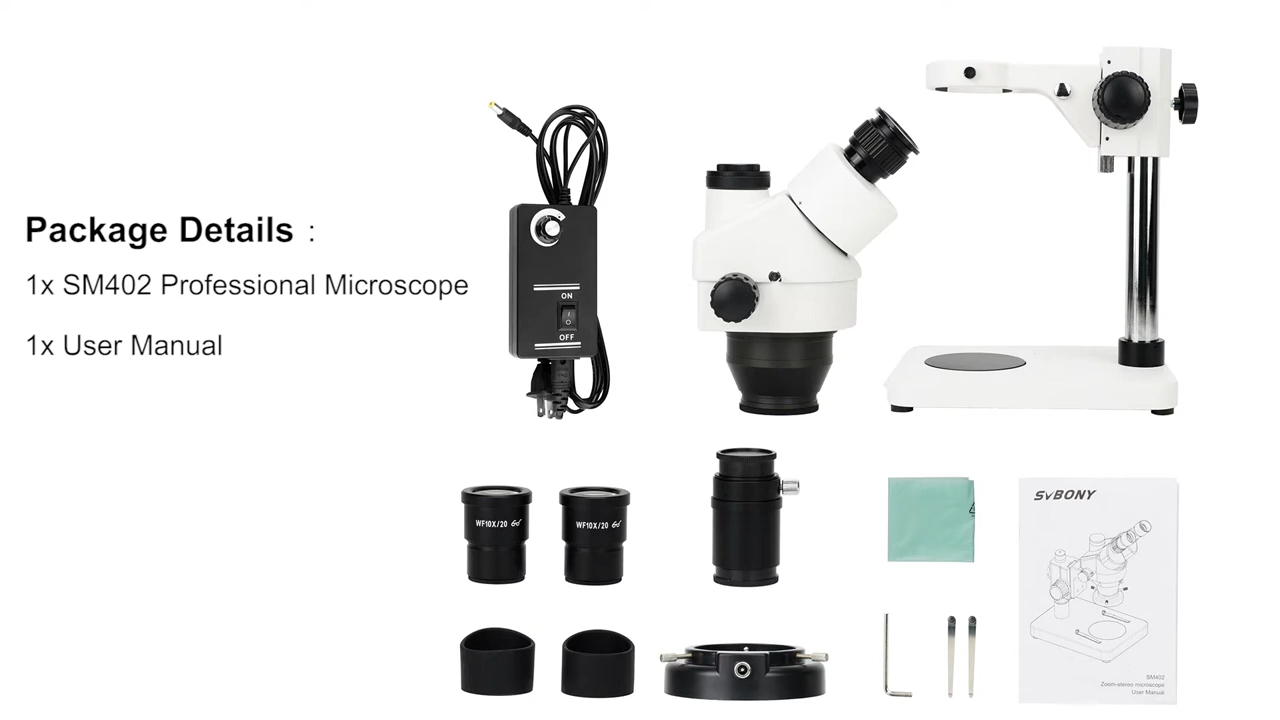 Package Details :
1x SM402 Professional Microscope
1x User Manual
ON
OFF
WF10X/20
WF10X/20
SVBONY
SM402
Zoom-stereo microscope
User Manual